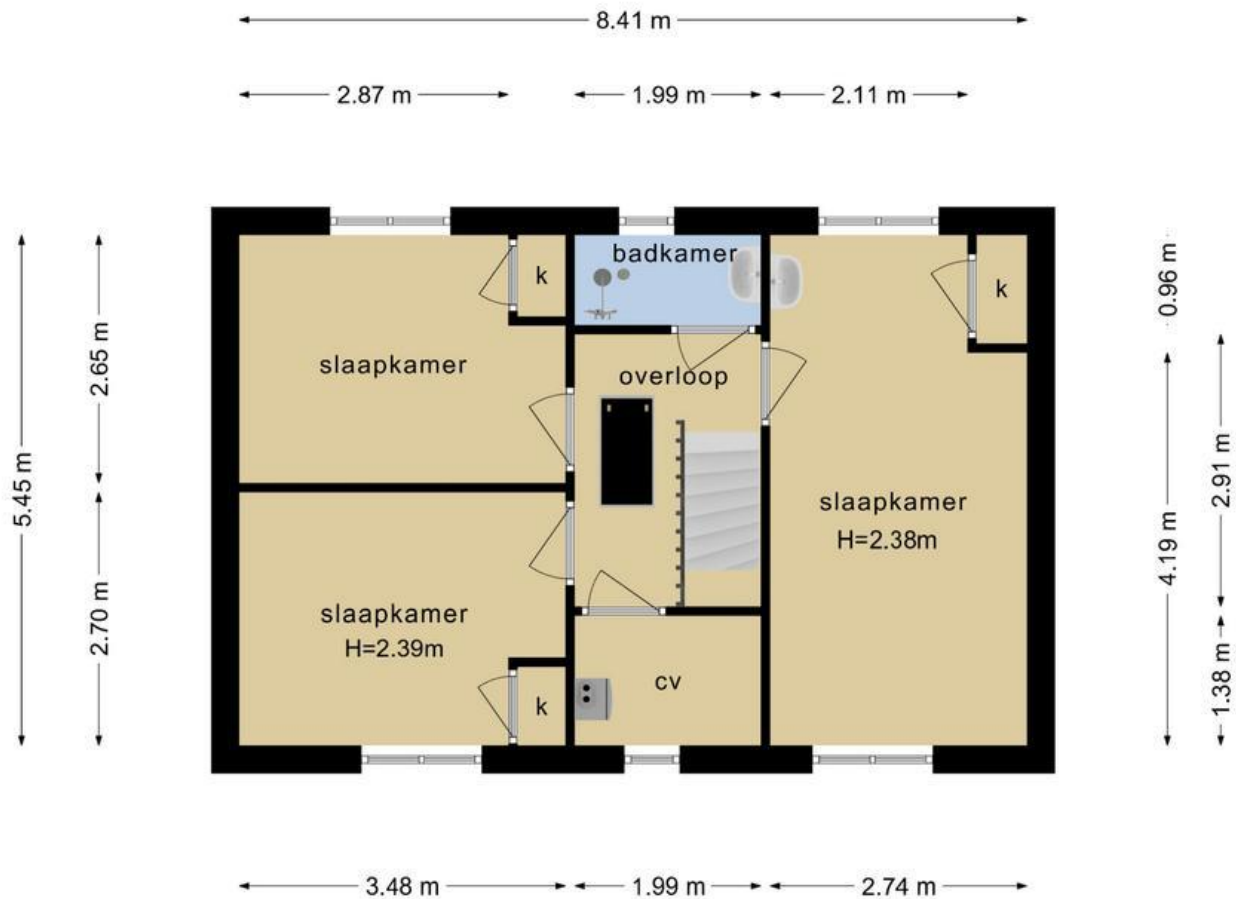 8.41 m
2.87 m
1.99 m
2.11 m
badkamer
k
k
0.96 m
slaapkamer
overloop
2.65 m
2.91 m
5.45 m
slaapkamer
H=2.38m
4.19 m
slaapkamer
H=2.39m
2.70 m
cv
k
1.38 m
3.48 m
1.99 m
2.74 m